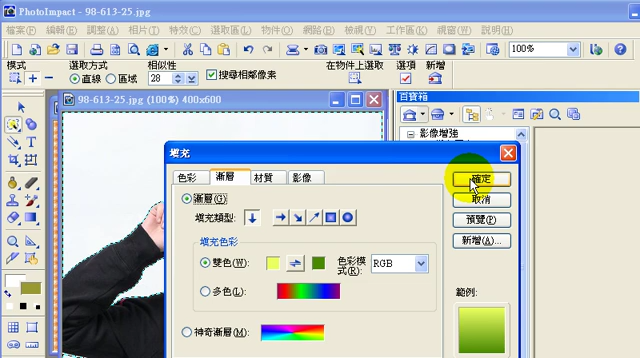 PhotoImpact - 98-613-25.jpg
檔案(F) 編輯(E) 調整(A) 相片(T) 特效(C) 選取區(L) 物件(O) 網路(B) 檢視(V) 工作區(K) 視窗(W) 說明(H)
100%
模式 選取方式 相似性 在物件上選取 選項 新增
直線 區域 28 搜尋相鄰像素
98-613-25.jpg (100%) 400x600
百寶箱
影像增強
填充
色彩 漸層 材質 影像
漸層(G)
填充類型:
填充色彩
雙色(W): 色彩模式(R): RGB
多色(L):
神奇漸層(M):
確定
取消
預覽(P)
新增(A)...
範例: